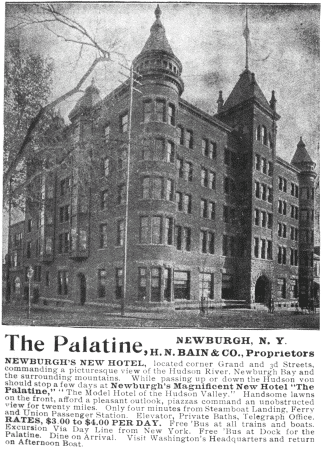 The Palatine, NEWBURGH, N. Y.
H. N. BAIN & CO., Proprietors
NEWBURGH'S NEW HOTEL, located corner Grand and 3d Streets,
commanding a picturesque view of the Hudson River, Newburgh Bay and
the surrounding mountains. While passing up or down the Hudson you
should stop a few days at Newburgh's Magnificent New Hotel "The
Palatine," "The Model Hotel of the Hudson Valley." Handsome lawns
on the front, afford a pleasant outlook, piazzas command an unobstructed
view for twenty miles. Only four minutes from Steamboat Landing, Ferry
and Union Passenger Station. Elevator, Private Baths, Telegraph Office.
RATES, $3.00 to $4.00 PER DAY. Free 'Bus at all trains and boats.
Excursion Via Day Line from New York. Free 'Bus at Dock for the
Palatine. Dine on Arrival. Visit Washington's Headquarters and return
on Afternoon Boat.